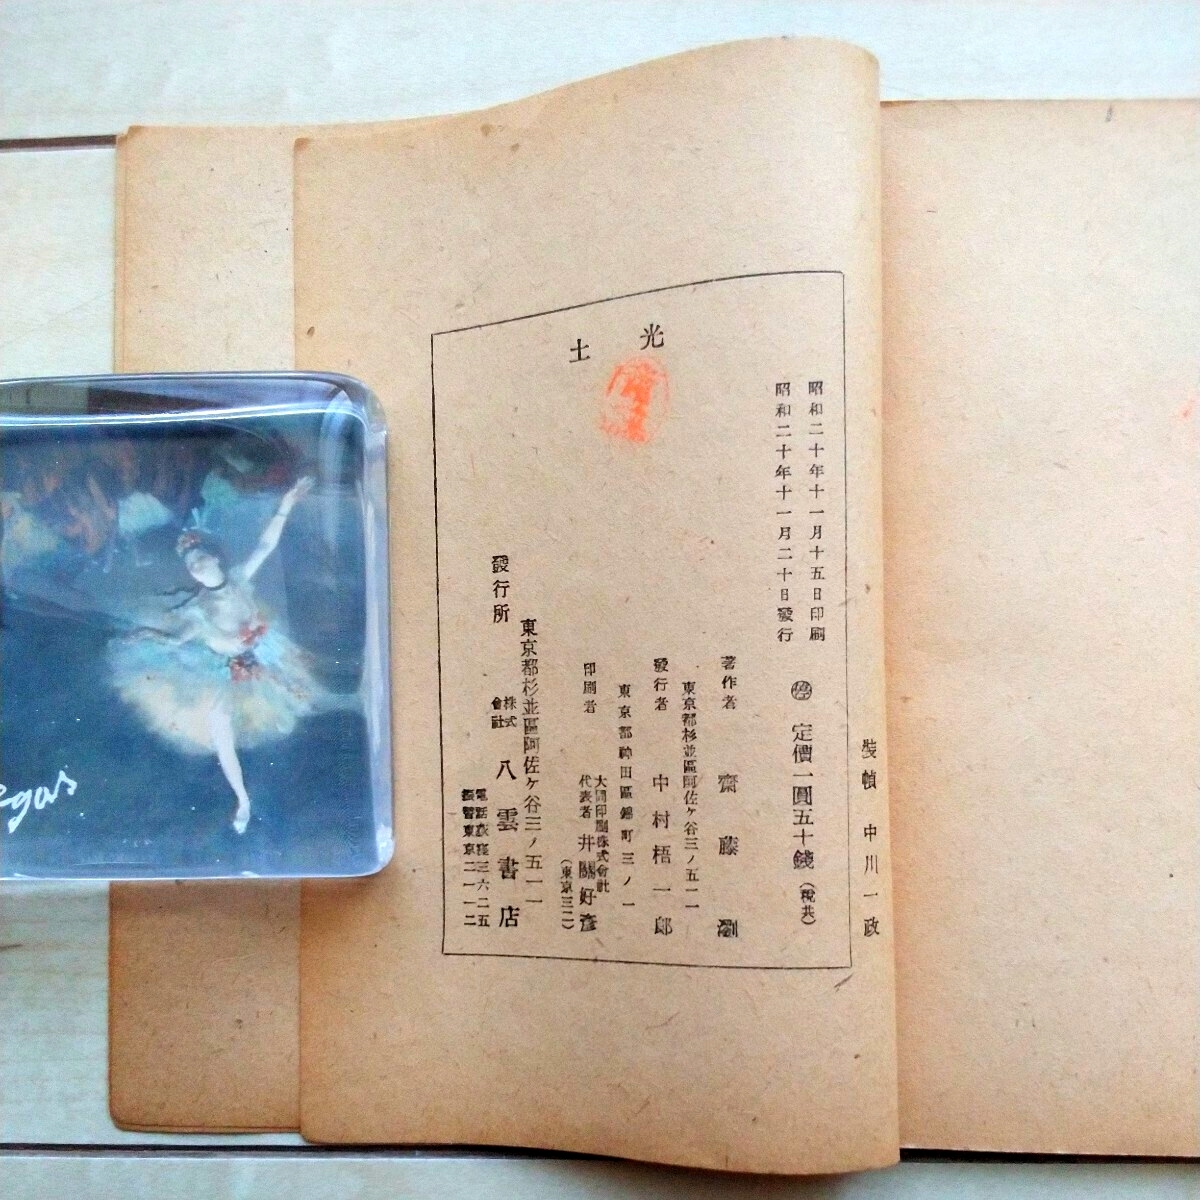 裝幀　中川一政
昭和二十年十一月十五日印刷
昭和二十年十一月二十日發行
停 定價一圓五十錢（稅共）
光土
著作者　齋藤瀏
東京都杉並區阿佐ヶ谷三ノ五一一
發行者　中村梧一郎
東京都神田區錦町三ノ一
印刷者　大同印刷株式會社
代表者　井關好彥
（東京三二）
東京都杉並區阿佐ヶ谷三ノ五一一
發行所　株式會社　八雲書店
電話荻窪三六二五
振替東京二一一二
egas